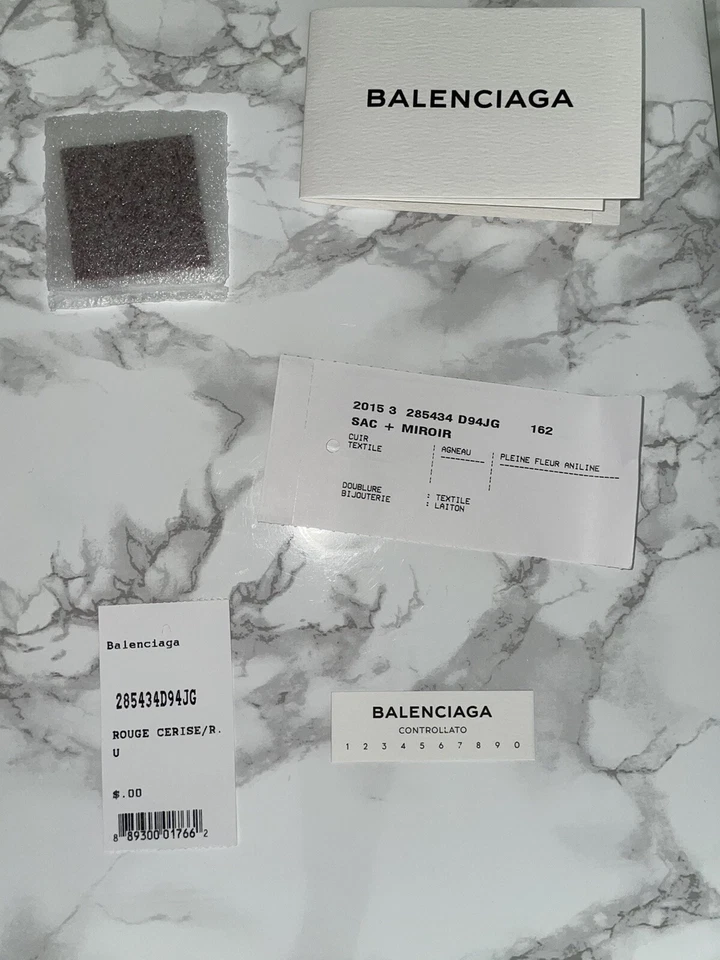 BALENCIAGA
2015 3 285434 D94JG 162
SAC + MIROIR
CUIR
TEXTILE
AGNEAU
PLEINE FLEUR ANILINE
DOUBLURE : TEXTILE
BIJOUTERIE : LAITON
Balenciaga
285434D94JG
ROUGE CERISE/R.
U
$.00
8 89300 01766 2
BALENCIAGA
CONTROLLATO
1 2 3 4 5 6 7 8 9 0